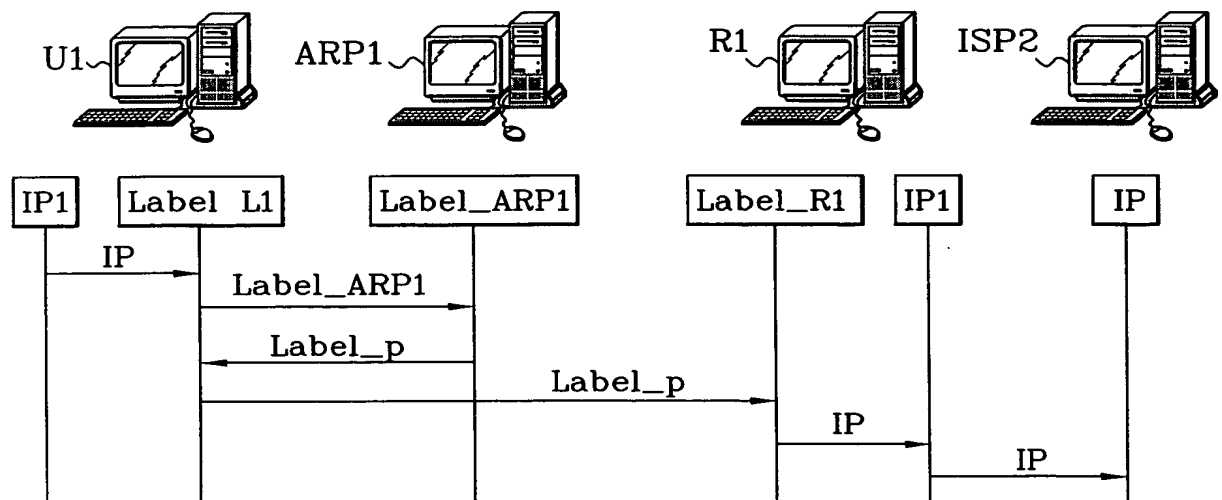 U1
ARP1
R1
ISP2
IP1
Label L1
Label_ARP1
Label_R1
IP1
IP
IP
Label_ARP1
Label_p
Label_p
IP
IP